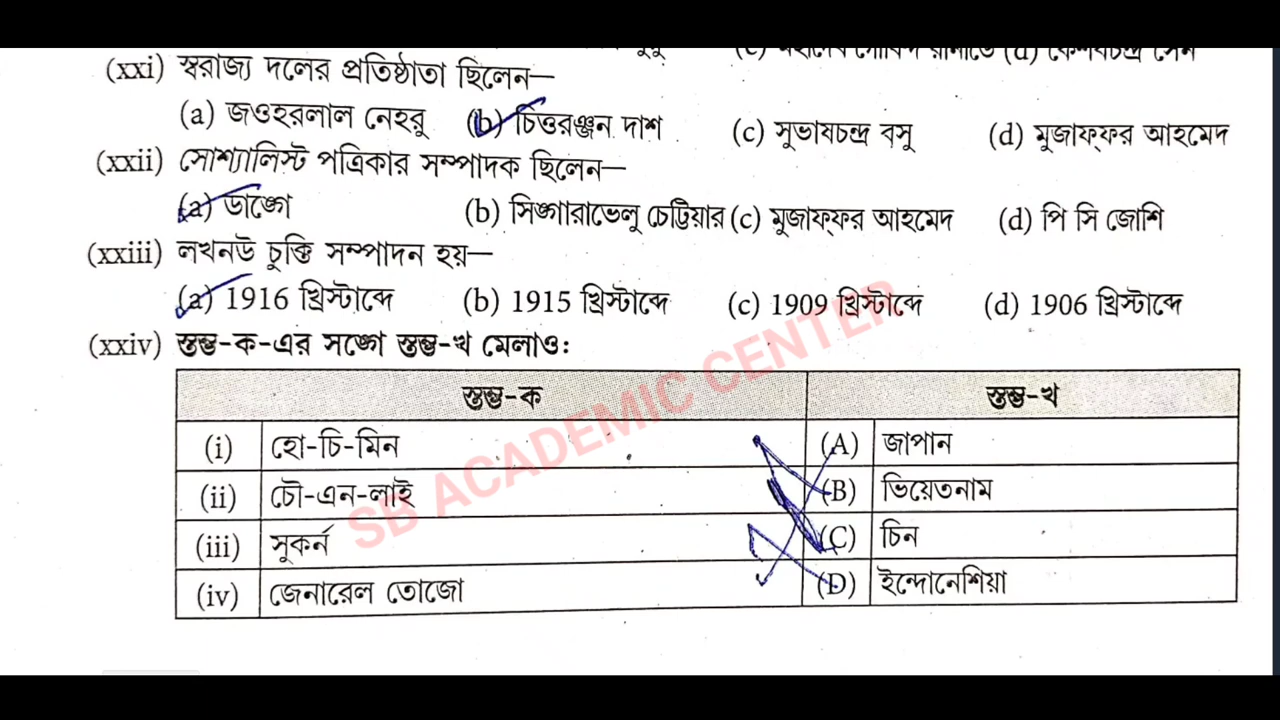 (c) মহাদেব গোবিন্দ রানাডে (d) কেশবচন্দ্র সেন
(xxi) স্বরাজ্য দলের প্রতিষ্ঠাতা ছিলেন—
(a) জওহরলাল নেহরু (b) চিত্তরঞ্জন দাশ (c) সুভাষচন্দ্র বসু (d) মুজাফ্ফর আহমেদ
(xxii) সোশ্যালিস্ট পত্রিকার সম্পাদক ছিলেন—
(a) ডাঙ্গে (b) সিঙ্গারাভেলু চেট্টিয়ার (c) মুজাফ্ফর আহমেদ (d) পি সি জোশি
(xxiii) লখনউ চুক্তি সম্পাদন হয়—
(a) 1916 খ্রিস্টাব্দে (b) 1915 খ্রিস্টাব্দে (c) 1909 খ্রিস্টাব্দে (d) 1906 খ্রিস্টাব্দে
(xxiv) স্তম্ভ-ক-এর সঙ্গে স্তম্ভ-খ মেলাও:
স্তম্ভ-ক স্তম্ভ-খ
(i) হো-চি-মিন (A) জাপান
(ii) চৌ-এন-লাই (B) ভিয়েতনাম
(iii) সুকর্ন (C) চিন
(iv) জেনারেল তোজো (D) ইন্দোনেশিয়া
SB ACADEMIC CENTER